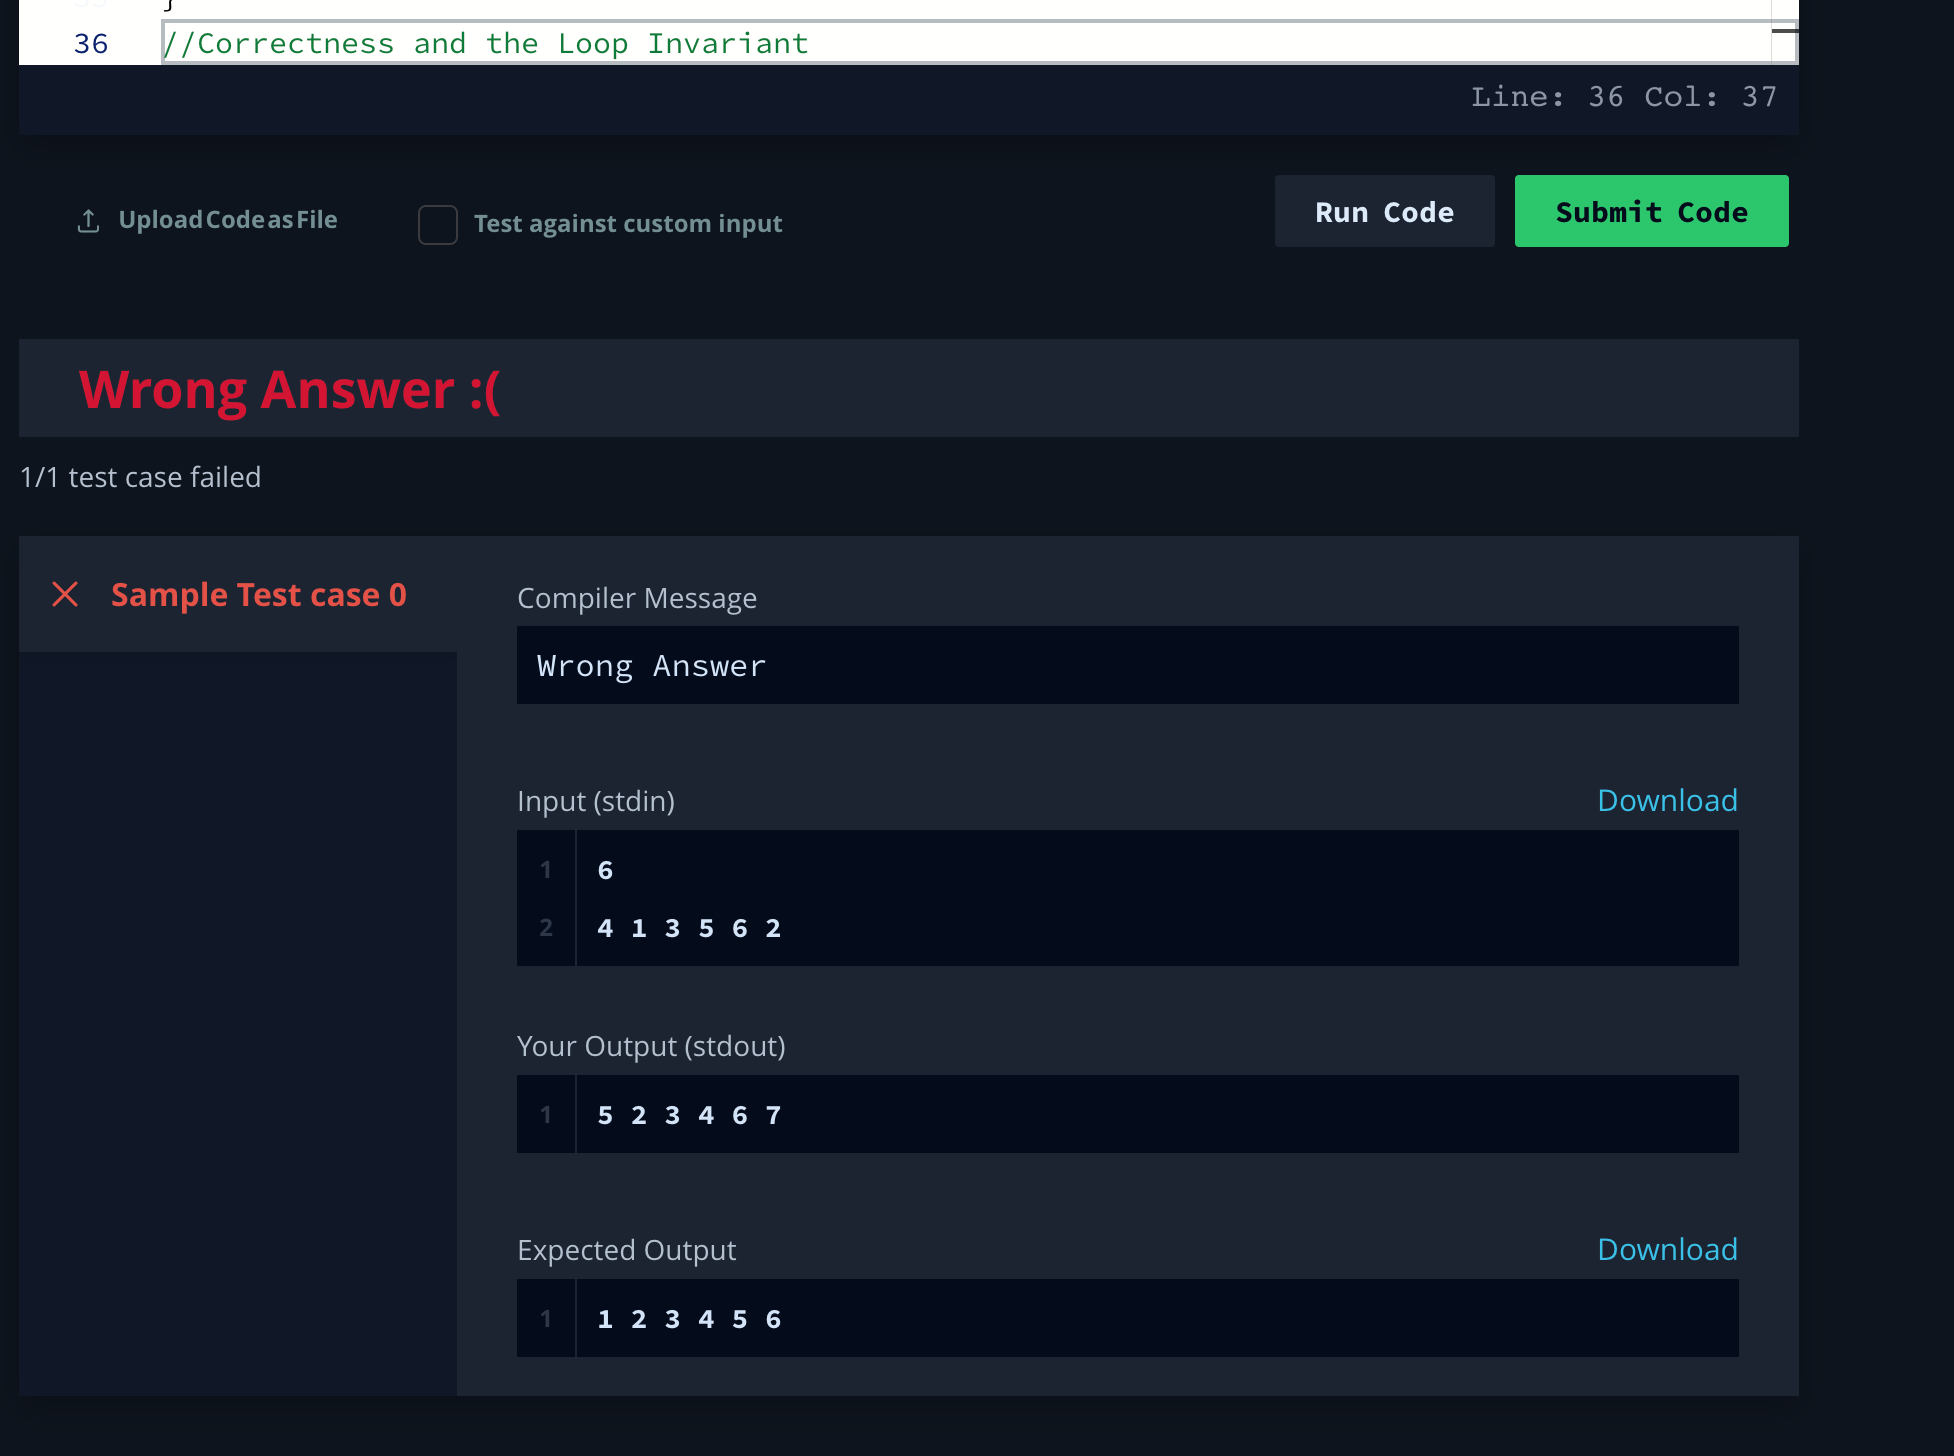 }
36 //Correctness and the Loop Invariant
Line: 36 Col: 37
Upload Code as File
Test against custom input
Run Code
Submit Code
Wrong Answer :(
1/1 test case failed
Sample Test case 0
Compiler Message
Wrong Answer
Input (stdin)
Download
1 6
2 4 1 3 5 6 2
Your Output (stdout)
1 5 2 3 4 6 7
Expected Output
Download
1 1 2 3 4 5 6